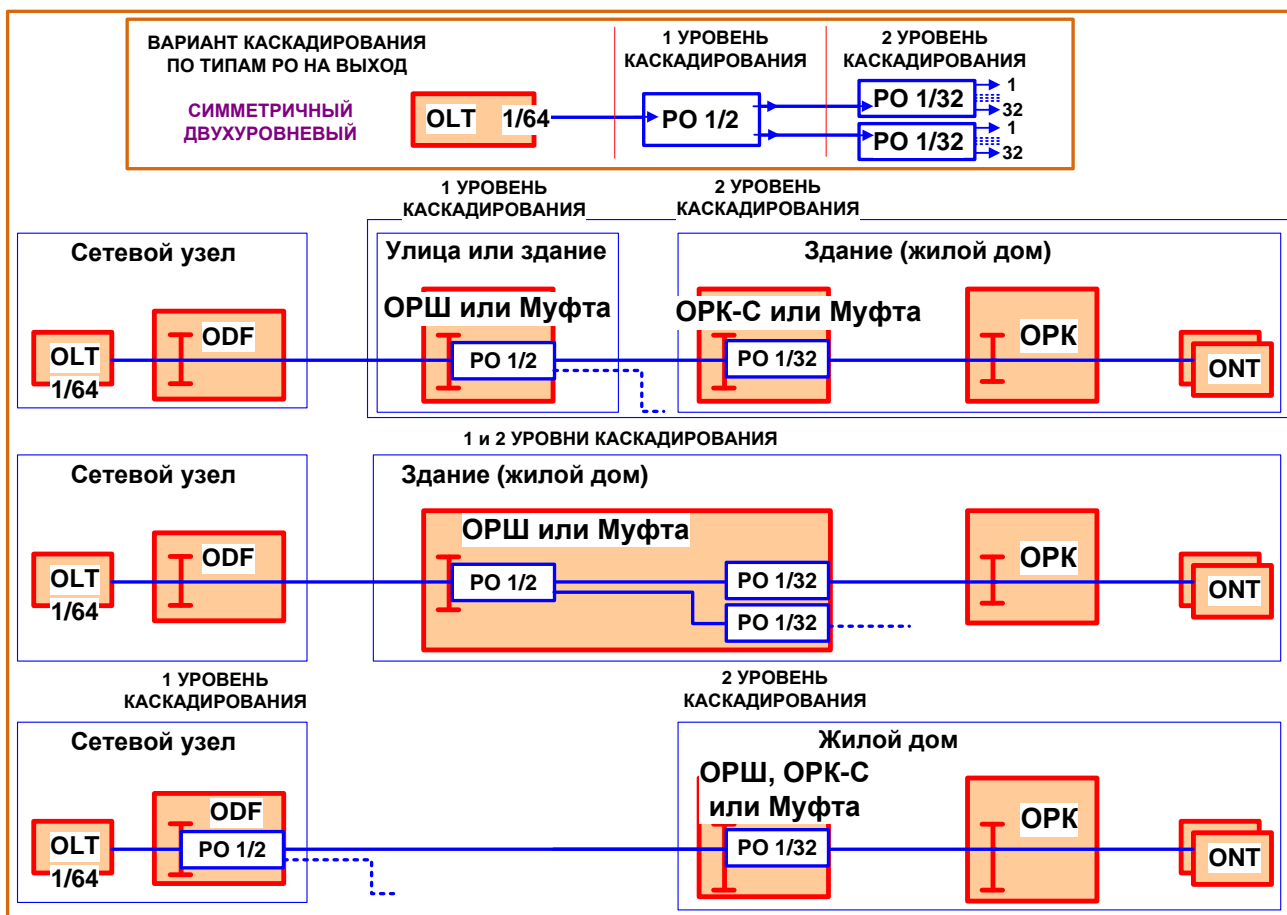 ВАРИАНТ КАСКАДИРОВАНИЯ
ПО ТИПАМ РО НА ВЫХОД
СИММЕТРИЧНЫЙ
ДВУХУРОВНЕВЫЙ
OLT 1/64
1 УРОВЕНЬ
КАСКАДИРОВАНИЯ
РО 1/2
2 УРОВЕНЬ
КАСКАДИРОВАНИЯ
РО 1/32
1
32
РО 1/32
1
32
1 УРОВЕНЬ
КАСКАДИРОВАНИЯ
2 УРОВЕНЬ
КАСКАДИРОВАНИЯ
Сетевой узел
Улица или здание
Здание (жилой дом)
OLT
1/64
ODF
ОРШ или Муфта
РО 1/2
ОРК-С или Муфта
РО 1/32
ОРК
ONT
1 и 2 УРОВНИ КАСКАДИРОВАНИЯ
Сетевой узел
Здание (жилой дом)
OLT
1/64
ODF
ОРШ или Муфта
РО 1/2
РО 1/32
РО 1/32
ОРК
ONT
1 УРОВЕНЬ
КАСКАДИРОВАНИЯ
2 УРОВЕНЬ
КАСКАДИРОВАНИЯ
Сетевой узел
Жилой дом
OLT
1/64
ODF
РО 1/2
ОРШ, ОРК-С
или Муфта
РО 1/32
ОРК
ONT